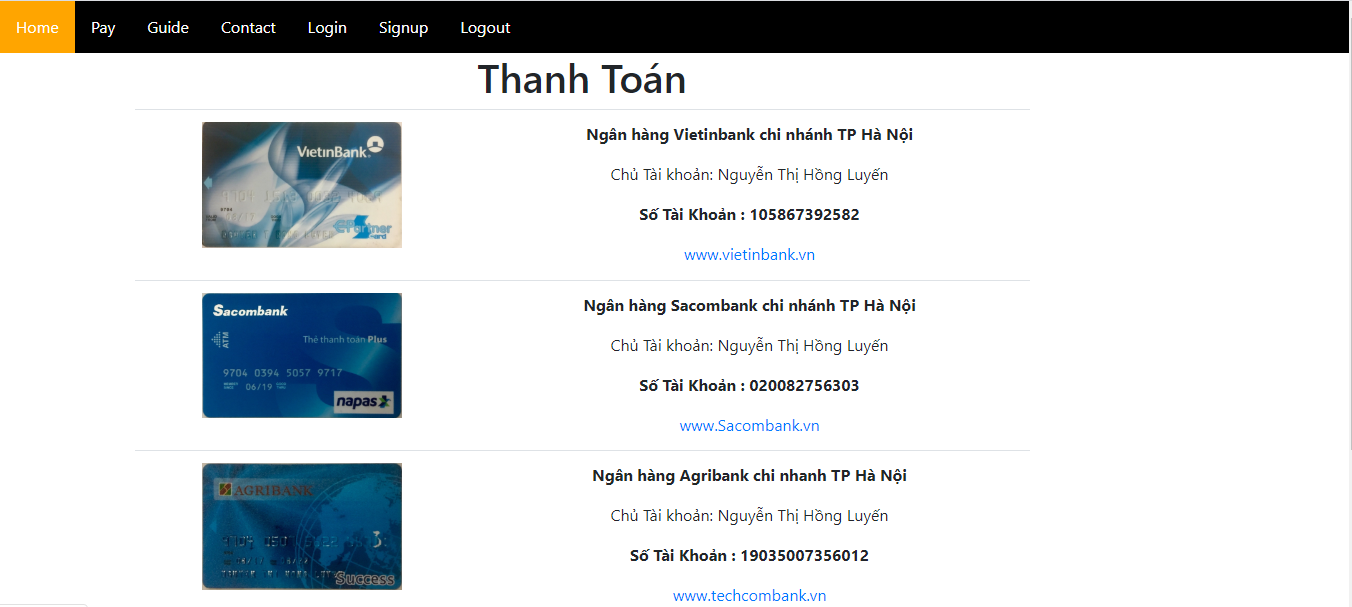 Home Pay Guide Contact Login Signup Logout
Thanh Toán
VietinBank
Ngân hàng Vietinbank chi nhánh TP Hà Nội
Chủ Tài khoản: Nguyễn Thị Hồng Luyến
Số Tài Khoản : 105867392582
E-Partner
Card
www.vietinbank.vn
Sacombank
ATM
Thẻ thanh toán Plus
9704 0394 5057 9717
06/19
napas
Ngân hàng Sacombank chi nhánh TP Hà Nội
Chủ Tài khoản: Nguyễn Thị Hồng Luyến
Số Tài Khoản : 020082756303
www.Sacombank.vn
AGRIBANK
Success
Ngân hàng Agribank chi nhanh TP Hà Nội
Chủ Tài khoản: Nguyễn Thị Hồng Luyến
Số Tài Khoản : 19035007356012
www.techcombank.vn